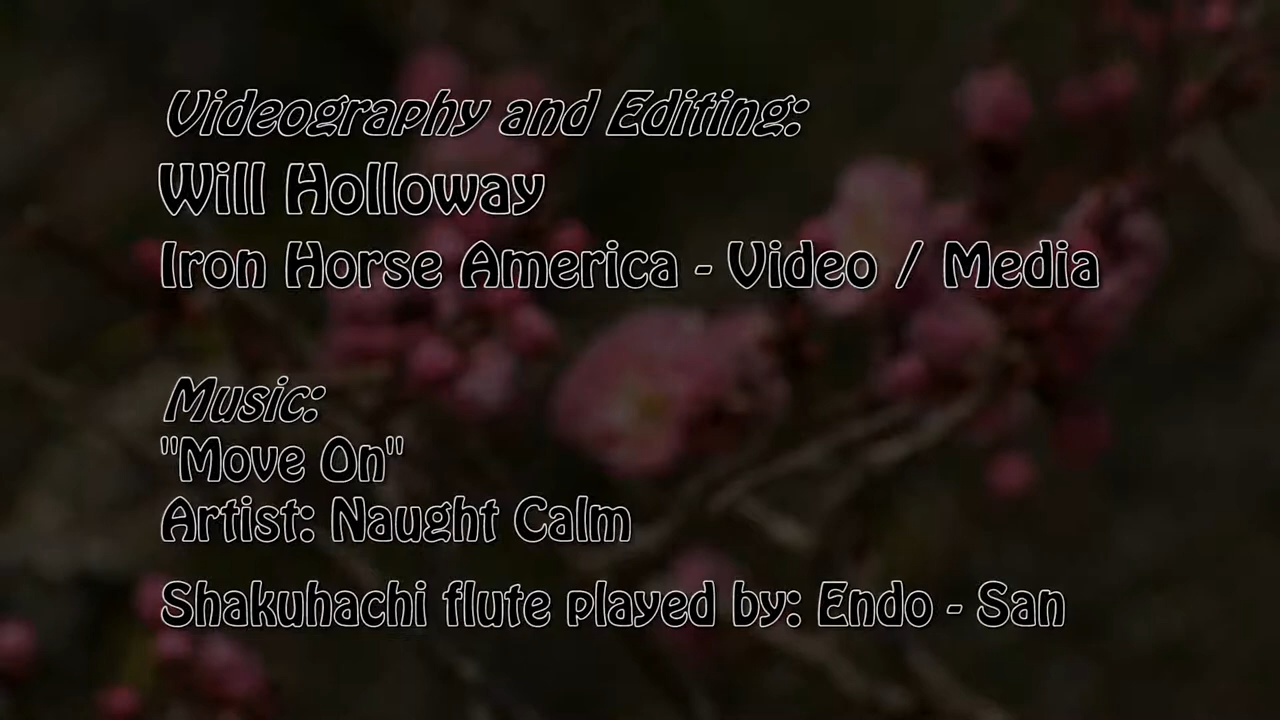 Videography and Editing:
Will Holloway
Iron Horse America - Video / Media
Music:
"Move On"
Artist: Naught Calm
Shakuhachi flute played by: Endo - San